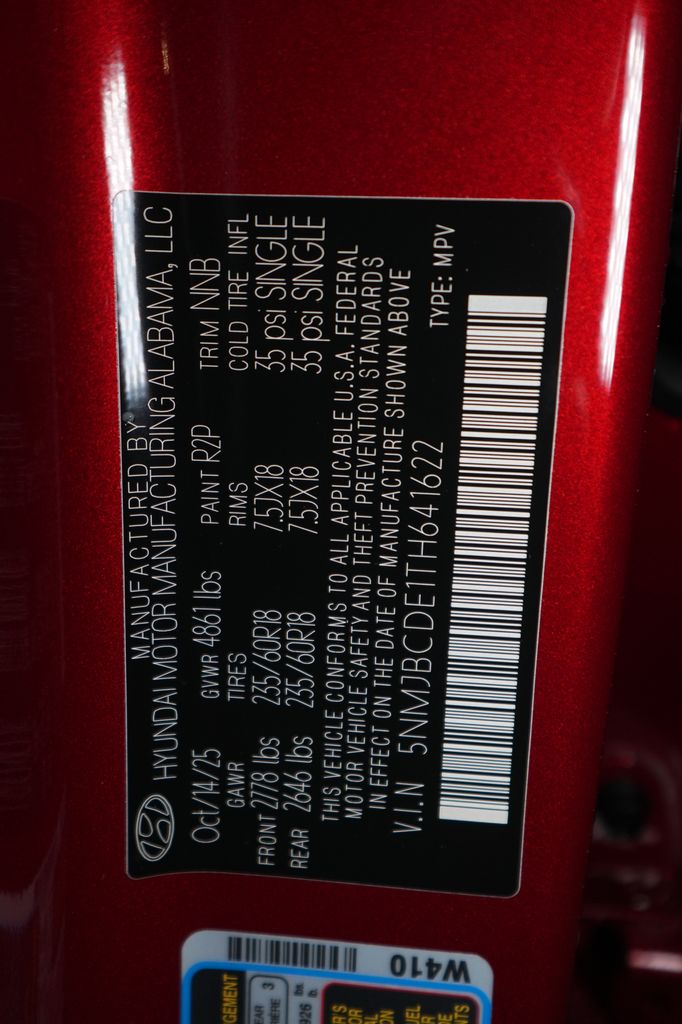 MANUFACTURED BY
HYUNDAI MOTOR MANUFACTURING ALABAMA, LLC
Oct/14/25 GVWR 4861 lbs PAINT R2P TRIM NNB
GAWR TIRES RIMS COLD TIRE INFL
FRONT 2778 lbs 235/60R18 7.5JX18 35 psi SINGLE
REAR 2646 lbs 235/60R18 7.5JX18 35 psi SINGLE
THIS VEHICLE CONFORMS TO ALL APPLICABLE U.S.A. FEDERAL
MOTOR VEHICLE SAFETY AND THEFT PREVENTION STANDARDS
IN EFFECT ON THE DATE OF MANUFACTURE SHOWN ABOVE
V.I.N 5NMJBCDE1TH641622
TYPE: MPV
W410
GEMENT
3